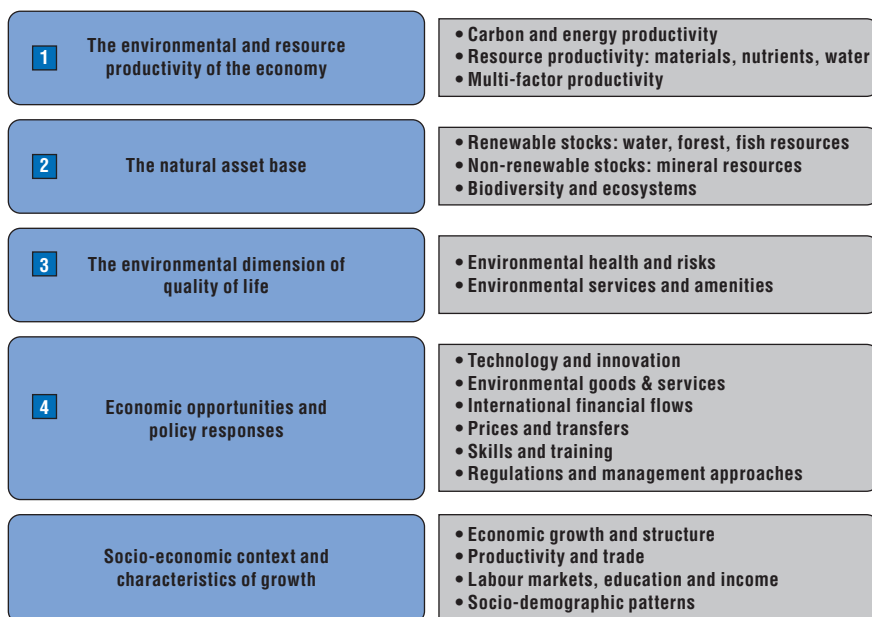 1
The environmental and resource
productivity of the economy
• Carbon and energy productivity
• Resource productivity: materials, nutrients, water
• Multi-factor productivity
2
The natural asset base
• Renewable stocks: water, forest, fish resources
• Non-renewable stocks: mineral resources
• Biodiversity and ecosystems
3
The environmental dimension of
quality of life
• Environmental health and risks
• Environmental services and amenities
4
Economic opportunities and
policy responses
• Technology and innovation
• Environmental goods & services
• International financial flows
• Prices and transfers
• Skills and training
• Regulations and management approaches
Socio-economic context and
characteristics of growth
• Economic growth and structure
• Productivity and trade
• Labour markets, education and income
• Socio-demographic patterns